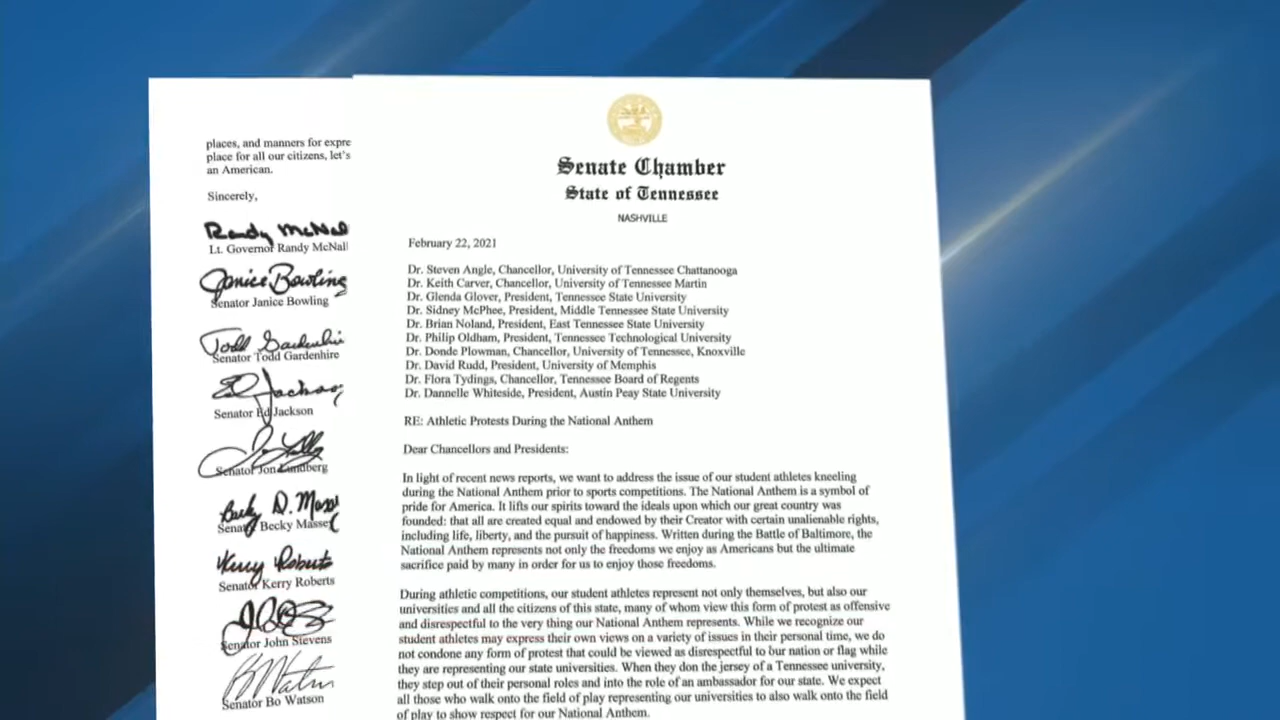 places, and manners for expre
place for all our citizens, let's
an American.
Sincerely,
Randy McNal
Lt. Governor Randy McNall
Janice Bowling
Senator Janice Bowling
Todd Gardenhire
Senator Todd Gardenhire
Ed Jackson
Senator Ed Jackson
Senator Jon Lundberg
Becky D. Masse
Senator Becky Massey
Kerry Roberts
Senator Kerry Roberts
Senator John Stevens
Bo Watson
Senator Bo Watson
Senate Chamber
State of Tennessee
NASHVILLE
February 22, 2021
Dr. Steven Angle, Chancellor, University of Tennessee Chattanooga
Dr. Keith Carver, Chancellor, University of Tennessee Martin
Dr. Glenda Glover, President, Tennessee State University
Dr. Sidney McPhee, President, Middle Tennessee State University
Dr. Brian Noland, President, East Tennessee State University
Dr. Philip Oldham, President, Tennessee Technological University
Dr. Donde Plowman, Chancellor, University of Tennessee, Knoxville
Dr. David Rudd, President, University of Memphis
Dr. Flora Tydings, Chancellor, Tennessee Board of Regents
Dr. Dannelle Whiteside, President, Austin Peay State University
RE: Athletic Protests During the National Anthem
Dear Chancellors and Presidents:
In light of recent news reports, we want to address the issue of our student athletes kneeling
during the National Anthem prior to sports competitions. The National Anthem is a symbol of
pride for America. It lifts our spirits toward the ideals upon which our great country was
founded: that all are created equal and endowed by their Creator with certain unalienable rights,
including life, liberty, and the pursuit of happiness. Written during the Battle of Baltimore, the
National Anthem represents not only the freedoms we enjoy as Americans but the ultimate
sacrifice paid by many in order for us to enjoy those freedoms.
During athletic competitions, our student athletes represent not only themselves, but also our
universities and all the citizens of this state, many of whom view this form of protest as offensive
and disrespectful to the very thing our National Anthem represents. While we recognize our
student athletes may express their own views on a variety of issues in their personal time, we do
not condone any form of protest that could be viewed as disrespectful to our nation or flag while
they are representing our state universities. When they don the jersey of a Tennessee university,
they step out of their personal roles and into the role of an ambassador for our state. We expect
all those who walk onto the field of play representing our universities to also walk onto the field
of play to show respect for our National Anthem.